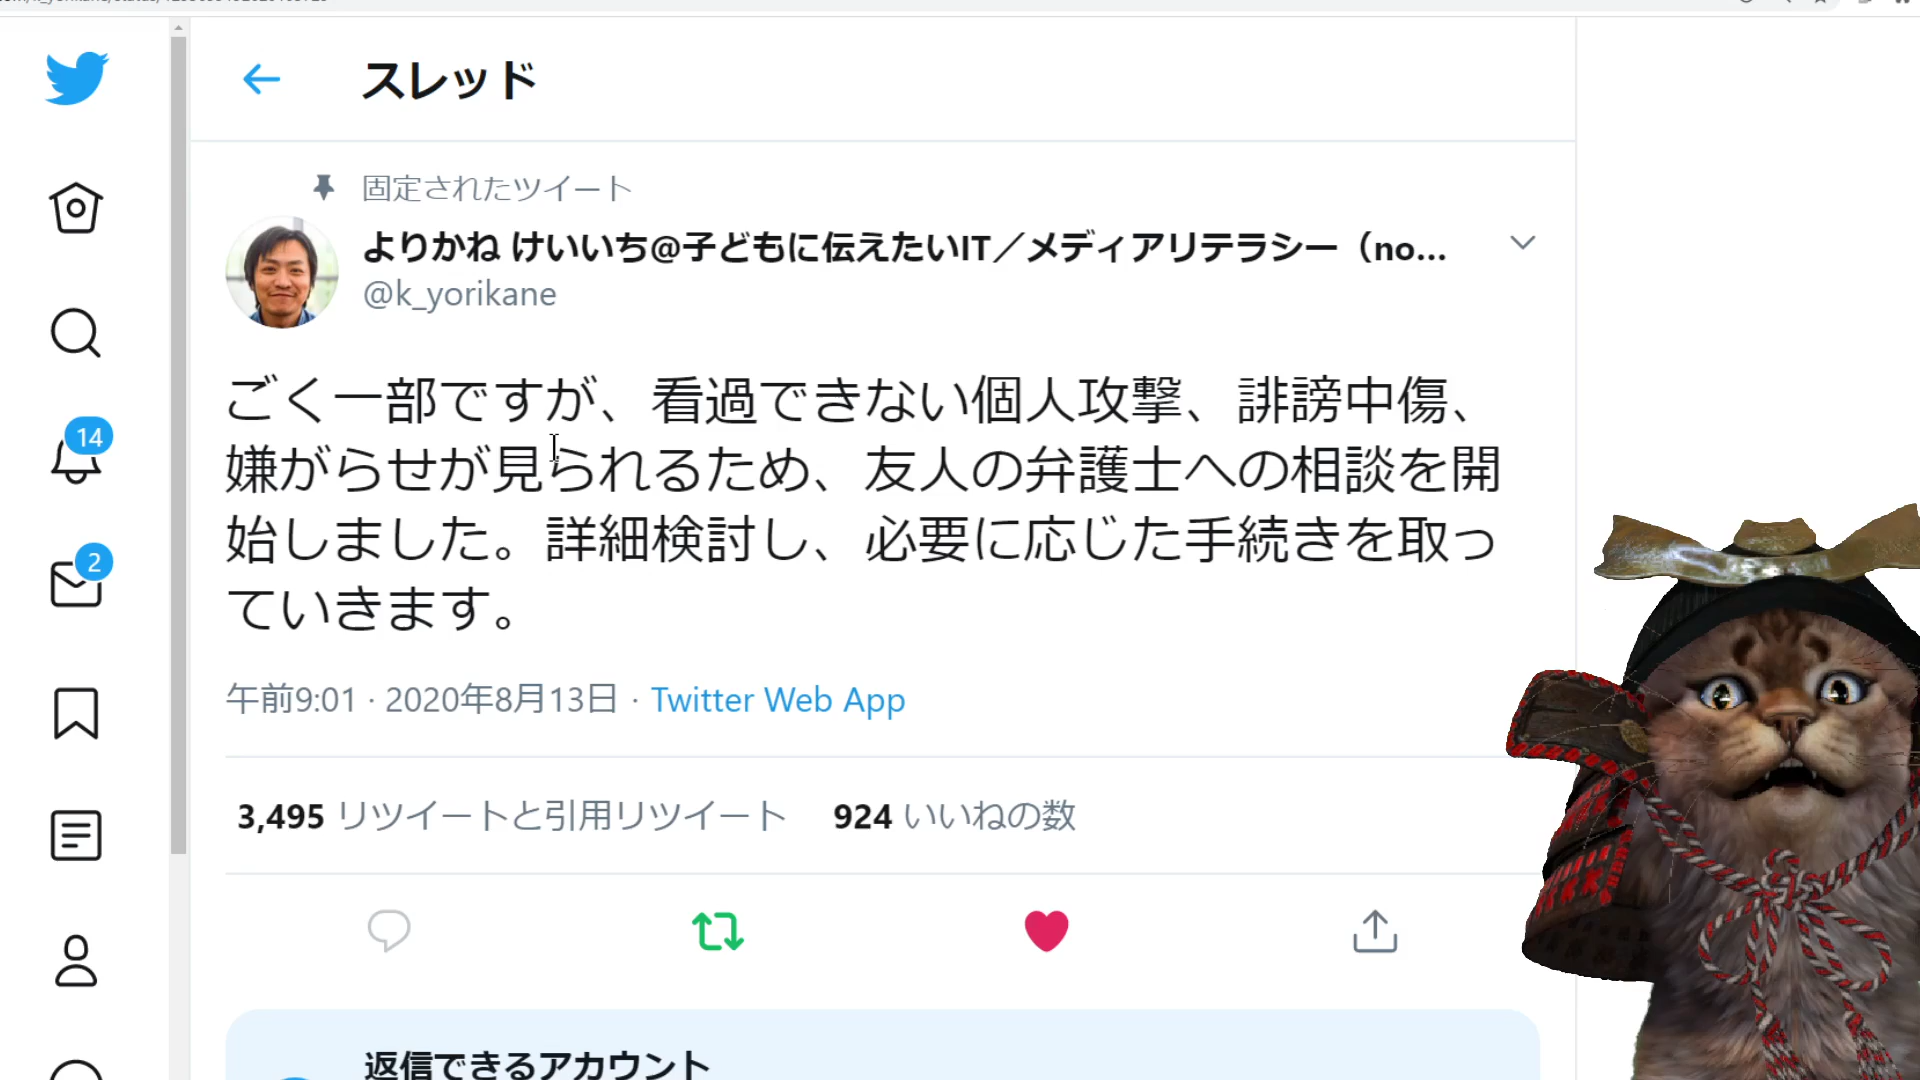 スレッド
固定されたツイート
よりかね けいいち@子どもに伝えたいIT／メディアリテラシー（no...
@k_yorikane
ごく一部ですが、看過できない個人攻撃、誹謗中傷、
嫌がらせが見られるため、友人の弁護士への相談を開
始しました。詳細検討し、必要に応じた手続きを取っ
ていきます。
午前9:01 · 2020年8月13日 · Twitter Web App
3,495 リツイートと引用リツイート 924 いいねの数
14
2
返信できるアカウント